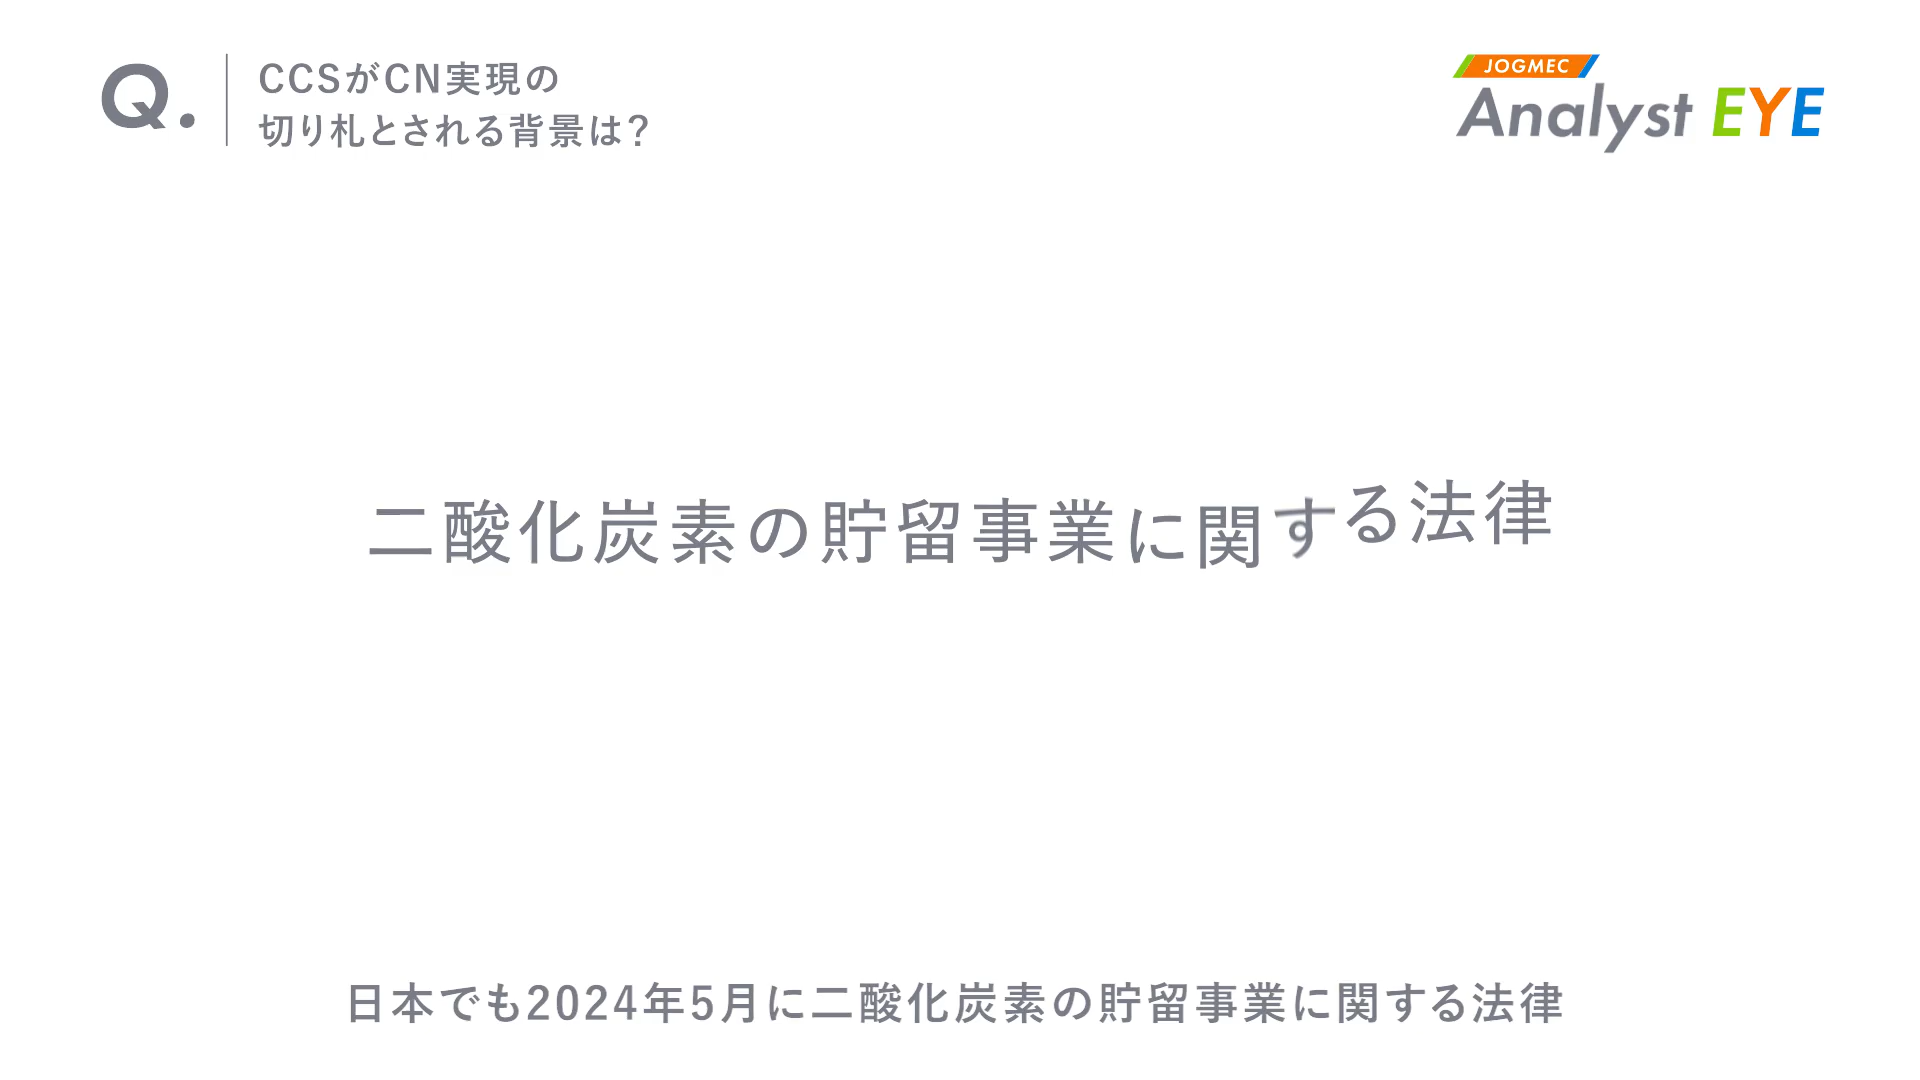 Q.
CCSがCN実現の
切り札とされる背景は？
JOGMEC
Analyst EYE
二酸化炭素の貯留事業に関する法律
日本でも2024年5月に二酸化炭素の貯留事業に関する法律